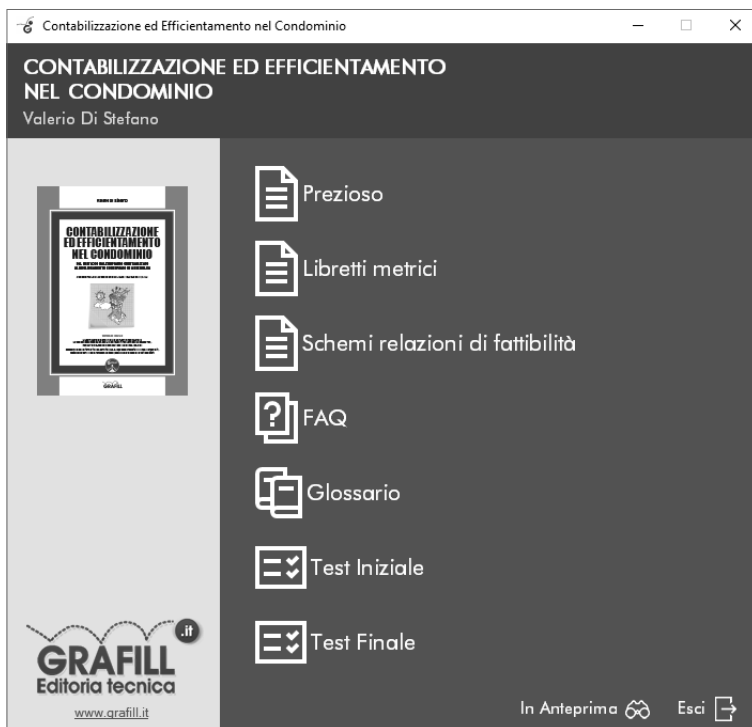 Contabilizzazione ed Efficientamento nel Condominio
CONTABILIZZAZIONE ED EFFICIENTAMENTO
NEL CONDOMINIO
Valerio Di Stefano
CONTABILIZZAZIONE
ED EFFICIENTAMENTO
NEL CONDOMINIO
GRAFILL
Prezioso
Libretti metrici
Schemi relazioni di fattibilità
FAQ
Glossario
Test Iniziale
Test Finale
.it
GRAFILL
Editoria tecnica
www.grafill.it
In Anteprima
Esci